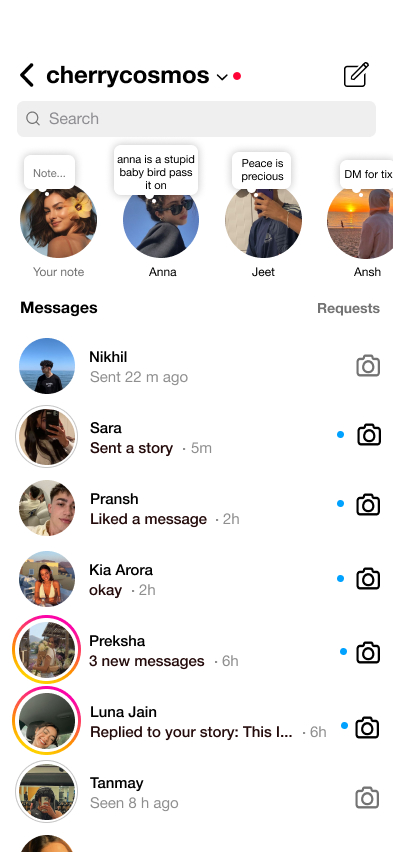 cherrycosmos
Search
Note...
anna is a stupid
baby bird pass
it on
Peace is
precious
DM for tix
Your note
Anna
Jeet
Ansh
Messages
Requests
Nikhil
Sent 22 m ago
Sara
Sent a story · 5m
Pransh
Liked a message · 2h
Kia Arora
okay · 2h
Preksha
3 new messages · 6h
Luna Jain
Replied to your story: This I... · 6h
Tanmay
Seen 8 h ago